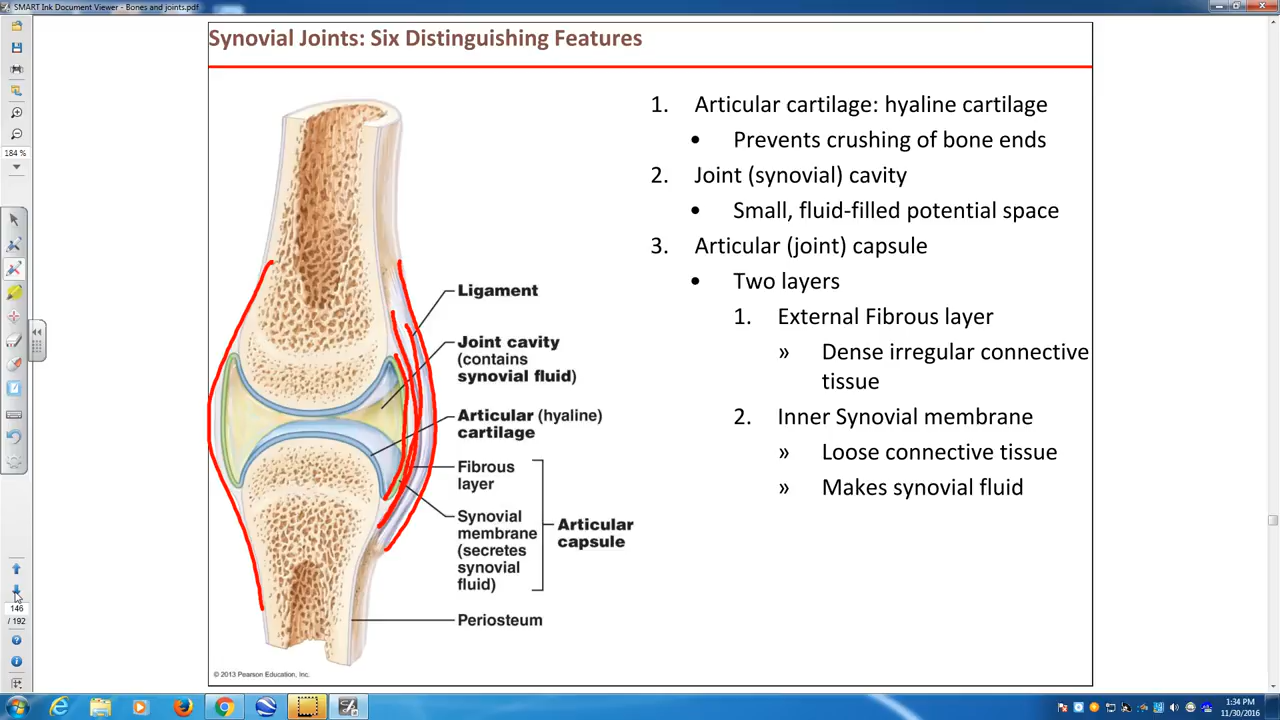 SMART Ink Document Viewer - Bones and joints.pdf
Synovial Joints: Six Distinguishing Features
1. Articular cartilage: hyaline cartilage
• Prevents crushing of bone ends
2. Joint (synovial) cavity
• Small, fluid-filled potential space
3. Articular (joint) capsule
• Two layers
1. External Fibrous layer
» Dense irregular connective
tissue
2. Inner Synovial membrane
» Loose connective tissue
» Makes synovial fluid
Ligament
Joint cavity
(contains
synovial fluid)
Articular (hyaline)
cartilage
Fibrous
layer
Synovial
membrane
(secretes
synovial
fluid)
Articular
capsule
Periosteum
© 2013 Pearson Education, Inc.
184 %
146
/ 192
1:34 PM
11/30/2016